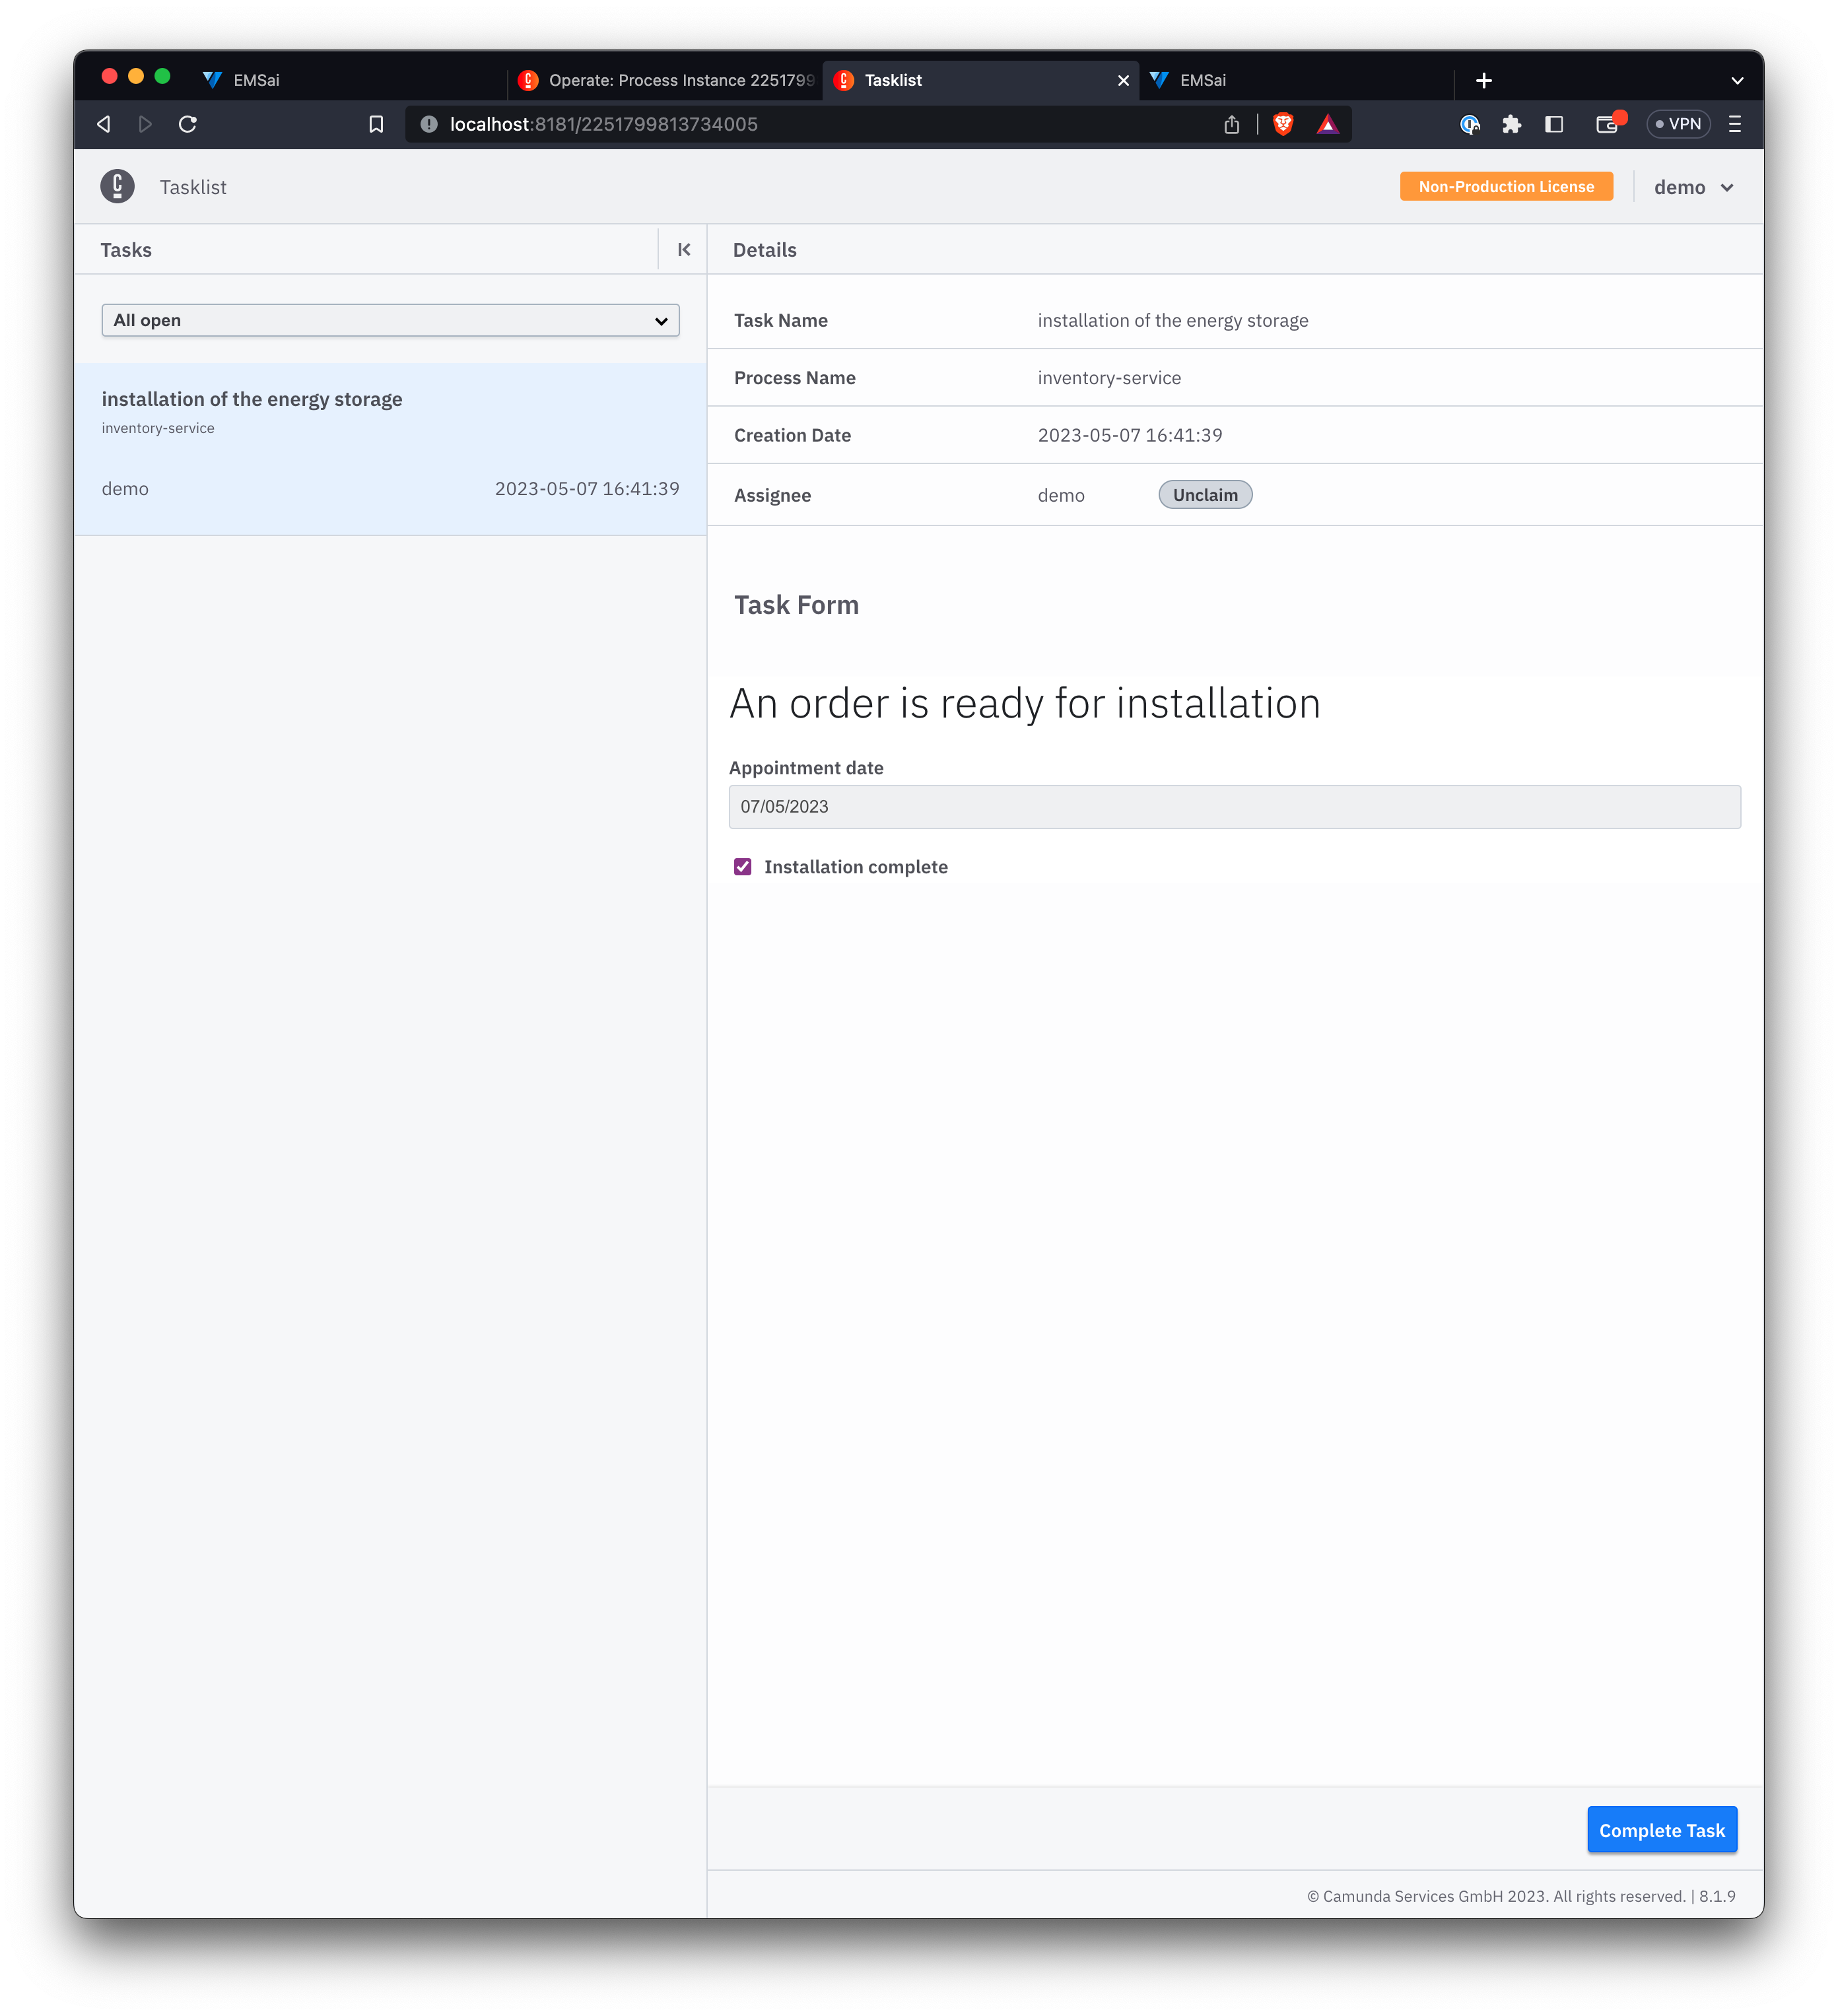 EMSai
Operate: Process Instance 2251799
Tasklist
EMSai
localhost:8181/2251799813734005
VPN
Tasklist
Non-Production License
demo
Tasks
Details
All open
installation of the energy storage
inventory-service
demo
2023-05-07 16:41:39
Task Name
installation of the energy storage
Process Name
inventory-service
Creation Date
2023-05-07 16:41:39
Assignee
demo
Unclaim
Task Form
An order is ready for installation
Appointment date
07/05/2023
Installation complete
Complete Task
© Camunda Services GmbH 2023. All rights reserved. | 8.1.9